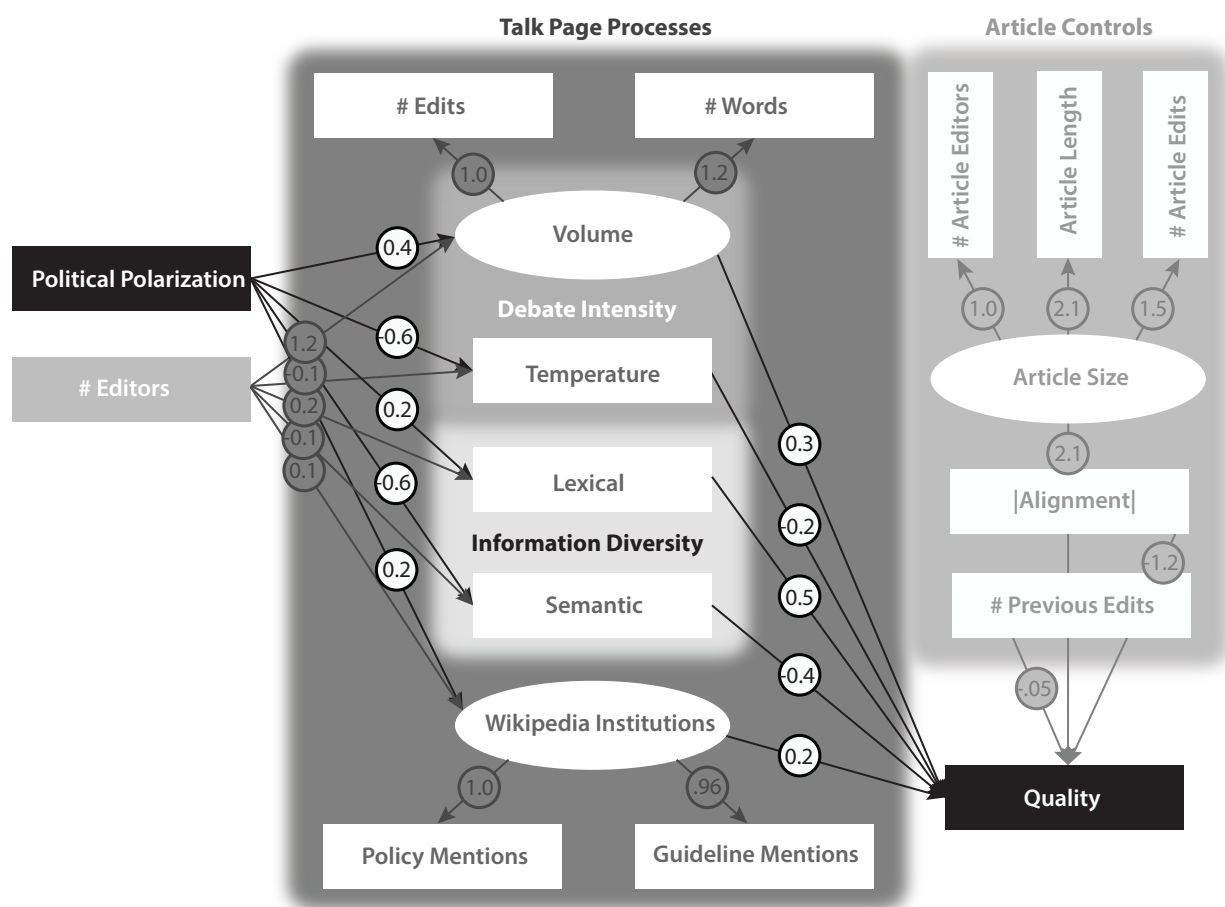 Talk Page Processes
Article Controls
# Edits
# Words
# Article Editors
Article Length
# Article Edits
1.0
1.2
Volume
0.4
Political Polarization
Debate Intensity
1.0
2.1
1.5
-0.6
1.2
Temperature
Article Size
# Editors
-0.1
0.2
0.2
-0.1
0.3
2.1
0.1
-0.6
Lexical
|Alignment|
-0.2
Information Diversity
-1.2
0.2
0.5
Semantic
# Previous Edits
-0.4
-.05
Wikipedia Institutions
0.2
1.0
.96
Quality
Policy Mentions
Guideline Mentions